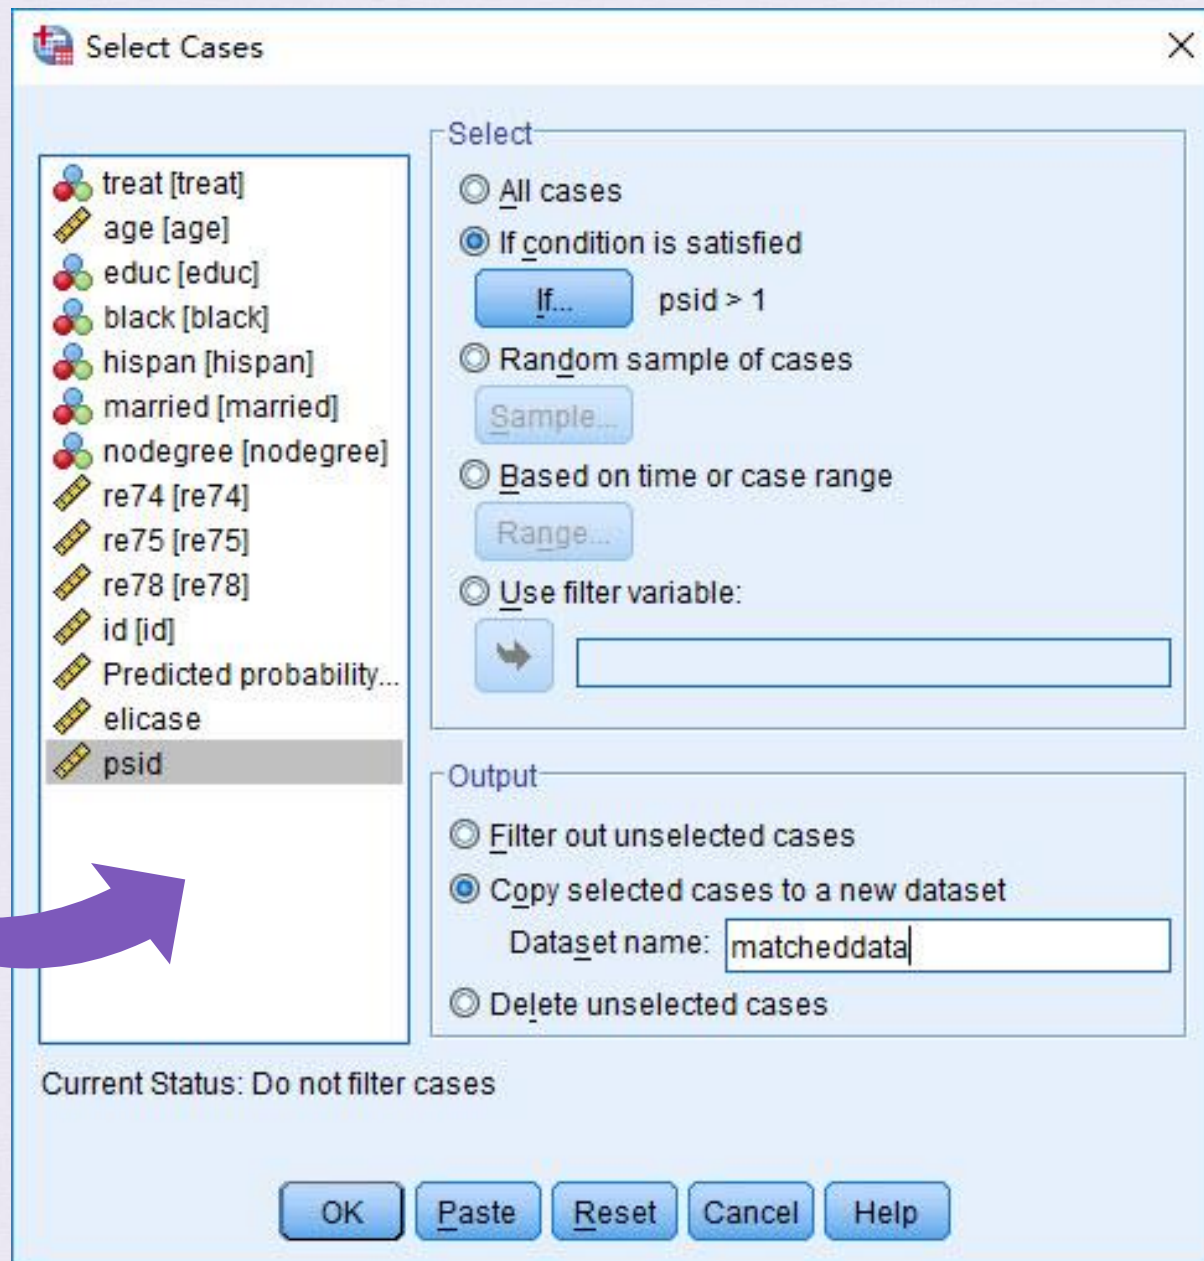 Select Cases
treat [treat]
age [age]
educ [educ]
black [black]
hispan [hispan]
married [married]
nodegree [nodegree]
re74 [re74]
re75 [re75]
re78 [re78]
id [id]
Predicted probability...
elicase
psid
Select
All cases
If condition is satisfied
If... psid > 1
Random sample of cases
Sample...
Based on time or case range
Range...
Use filter variable:
Output
Filter out unselected cases
Copy selected cases to a new dataset
Dataset name: matcheddata
Delete unselected cases
Current Status: Do not filter cases
OK Paste Reset Cancel Help